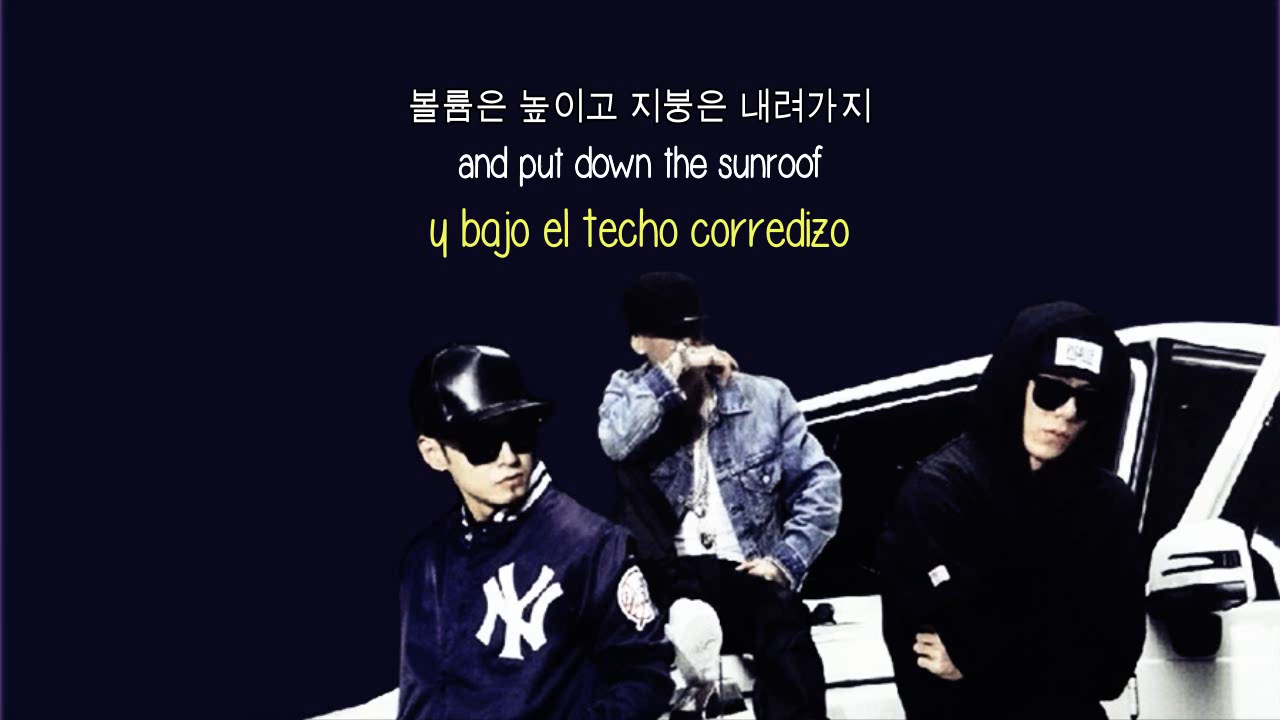 볼륨은 높이고 지붕은 내려가지
and put down the sunroof
y bajo el techo corredizo
NY